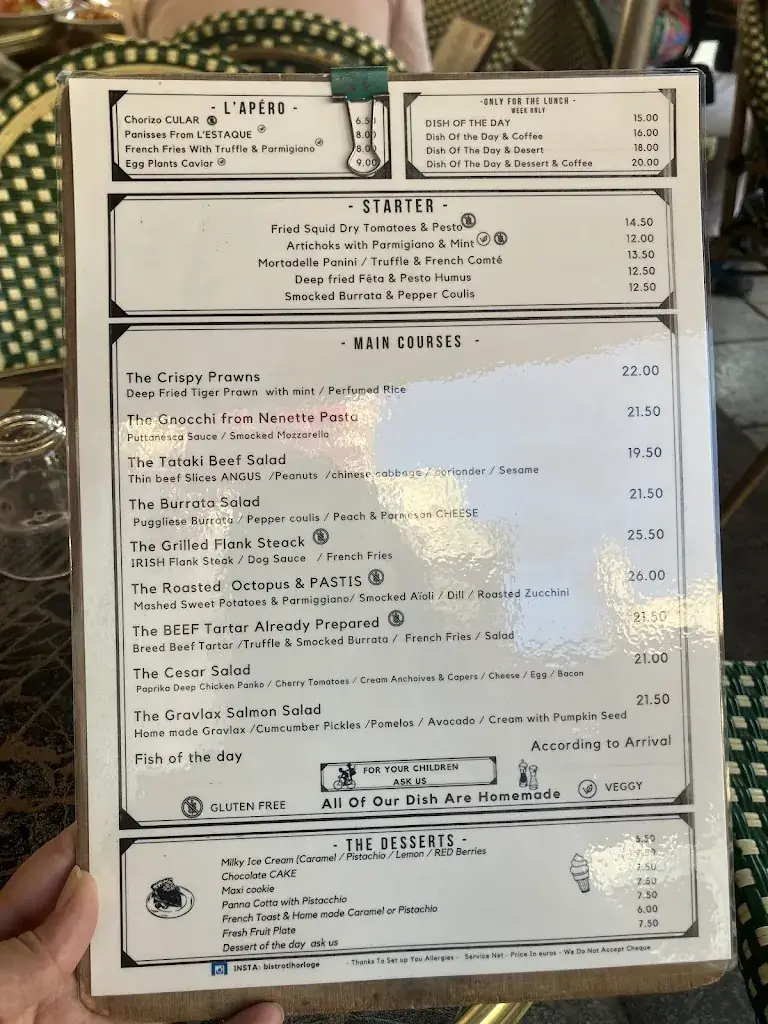 - L'APÉRO -
Chorizo CULAR 6.5
Panisses From L'ESTAQUE 8.0
French Fries With Truffle & Parmigiano 8.0
Egg Plants Caviar 9.00
-ONLY FOR THE LUNCH -
WEEK ONLY
DISH OF THE DAY 15.00
Dish Of the Day & Coffee 16.00
Dish Of the Day & Desert 18.00
Dish Of The Day & Dessert & Coffee 20.00
- STARTER -
Fried Squid Dry Tomatoes & Pesto 14.50
Artichoks with Parmigiano & Mint 12.00
Mortadelle Panini / Truffle & French Comté 13.50
Deep fried Fêta & Pesto Humus 12.50
Smocked Burrata & Pepper Coulis 12.50
- MAIN COURSES -
The Crispy Prawns 22.00
Deep Fried Tiger Prawn with mint / Perfumed Rice
The Gnocchi from Nenette Pasta 21.50
Puttanesca Sauce / Smocked Mozzarella
The Tataki Beef Salad 19.50
Thin beef Slices ANGUS /Peanuts /chinese cabbage / coriander / Sesame
The Burrata Salad 21.50
Puggliese Burrata / Pepper coulis / Peach & Parmesan CHEESE
The Grilled Flank Steack 25.50
IRISH Flank Steak / Dog Sauce / French Fries
The Roasted Octopus & PASTIS 26.00
Mashed Sweet Potatoes & Parmiggiano/ Smocked Aïoli / Dill / Roasted Zucchini
The BEEF Tartar Already Prepared 21.50
Breed Beef Tartar /Truffle & Smocked Burrata / French Fries / Salad
The Cesar Salad 21.00
Paprika Deep Chicken Panko / Cherry Tomatoes / Cream Anchoives & Capers / Cheese / Egg / Bacon
The Gravlax Salmon Salad 21.50
Home made Gravlax /Cumcumber Pickles /Pomelos / Avocado / Cream with Pumpkin Seed
Fish of the day According to Arrival
FOR YOUR CHILDREN
ASK US
GLUTEN FREE All Of Our Dish Are Homemade VEGGY
- THE DESSERTS -
Milky Ice Cream (Caramel / Pistachio / Lemon / RED Berries 6.50
Chocolate CAKE 7.50
Maxi cookie 7.50
Panna Cotta with Pistacchio 7.50
French Toast & Home made Caramel or Pistachio 7.50
Fresh Fruit Plate 6.00
Dessert of the day ask us 7.50
INSTA: bistrotlhorloge - Thanks To Set up You Allergies - Service Net - Price In euros - We Do Not Accept Cheque